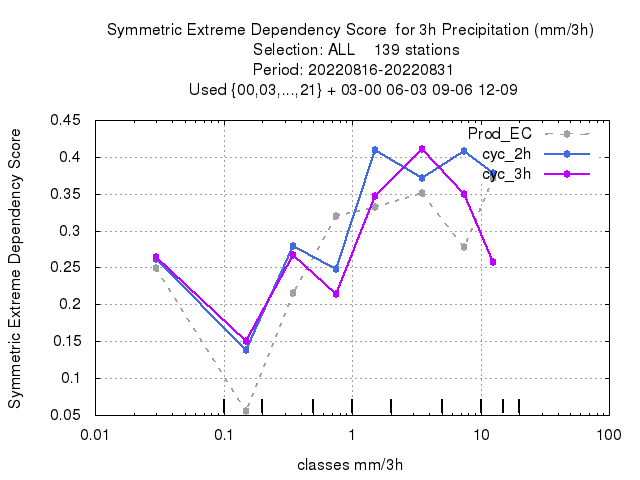 Symmetric Extreme Dependency Score  for 3h Precipitation (mm/3h)
Selection: ALL    139 stations
Period: 20220816-20220831
Used {00,03,...,21} + 03-00 06-03 09-06 12-09
Symmetric Extreme Dependency Score
0.45
0.4
0.35
0.3
0.25
0.2
0.15
0.1
0.05
Prod_EC
cyc_2h
cyc_3h
0.01
0.1
1
10
100
classes mm/3h